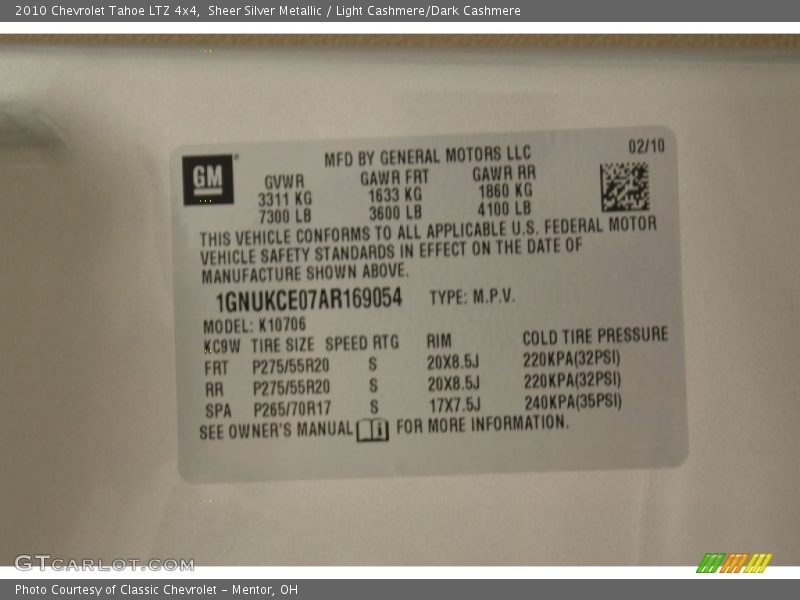 2010 Chevrolet Tahoe LTZ 4x4, Sheer Silver Metallic / Light Cashmere/Dark Cashmere
GM
MFD BY GENERAL MOTORS LLC 02/10
GVWR GAWR FRT GAWR RR
3311 KG 1633 KG 1860 KG
7300 LB 3600 LB 4100 LB
THIS VEHICLE CONFORMS TO ALL APPLICABLE U.S. FEDERAL MOTOR
VEHICLE SAFETY STANDARDS IN EFFECT ON THE DATE OF
MANUFACTURE SHOWN ABOVE.
1GNUKCE07AR169054 TYPE: M.P.V.
MODEL: K10706
KC9W TIRE SIZE SPEED RTG RIM COLD TIRE PRESSURE
FRT P275/55R20 S 20X8.5J 220KPA(32PSI)
RR P275/55R20 S 20X8.5J 220KPA(32PSI)
SPA P265/70R17 S 17X7.5J 240KPA(35PSI)
SEE OWNER'S MANUAL FOR MORE INFORMATION.
GTCARLOT.COM
Photo Courtesy of Classic Chevrolet - Mentor, OH